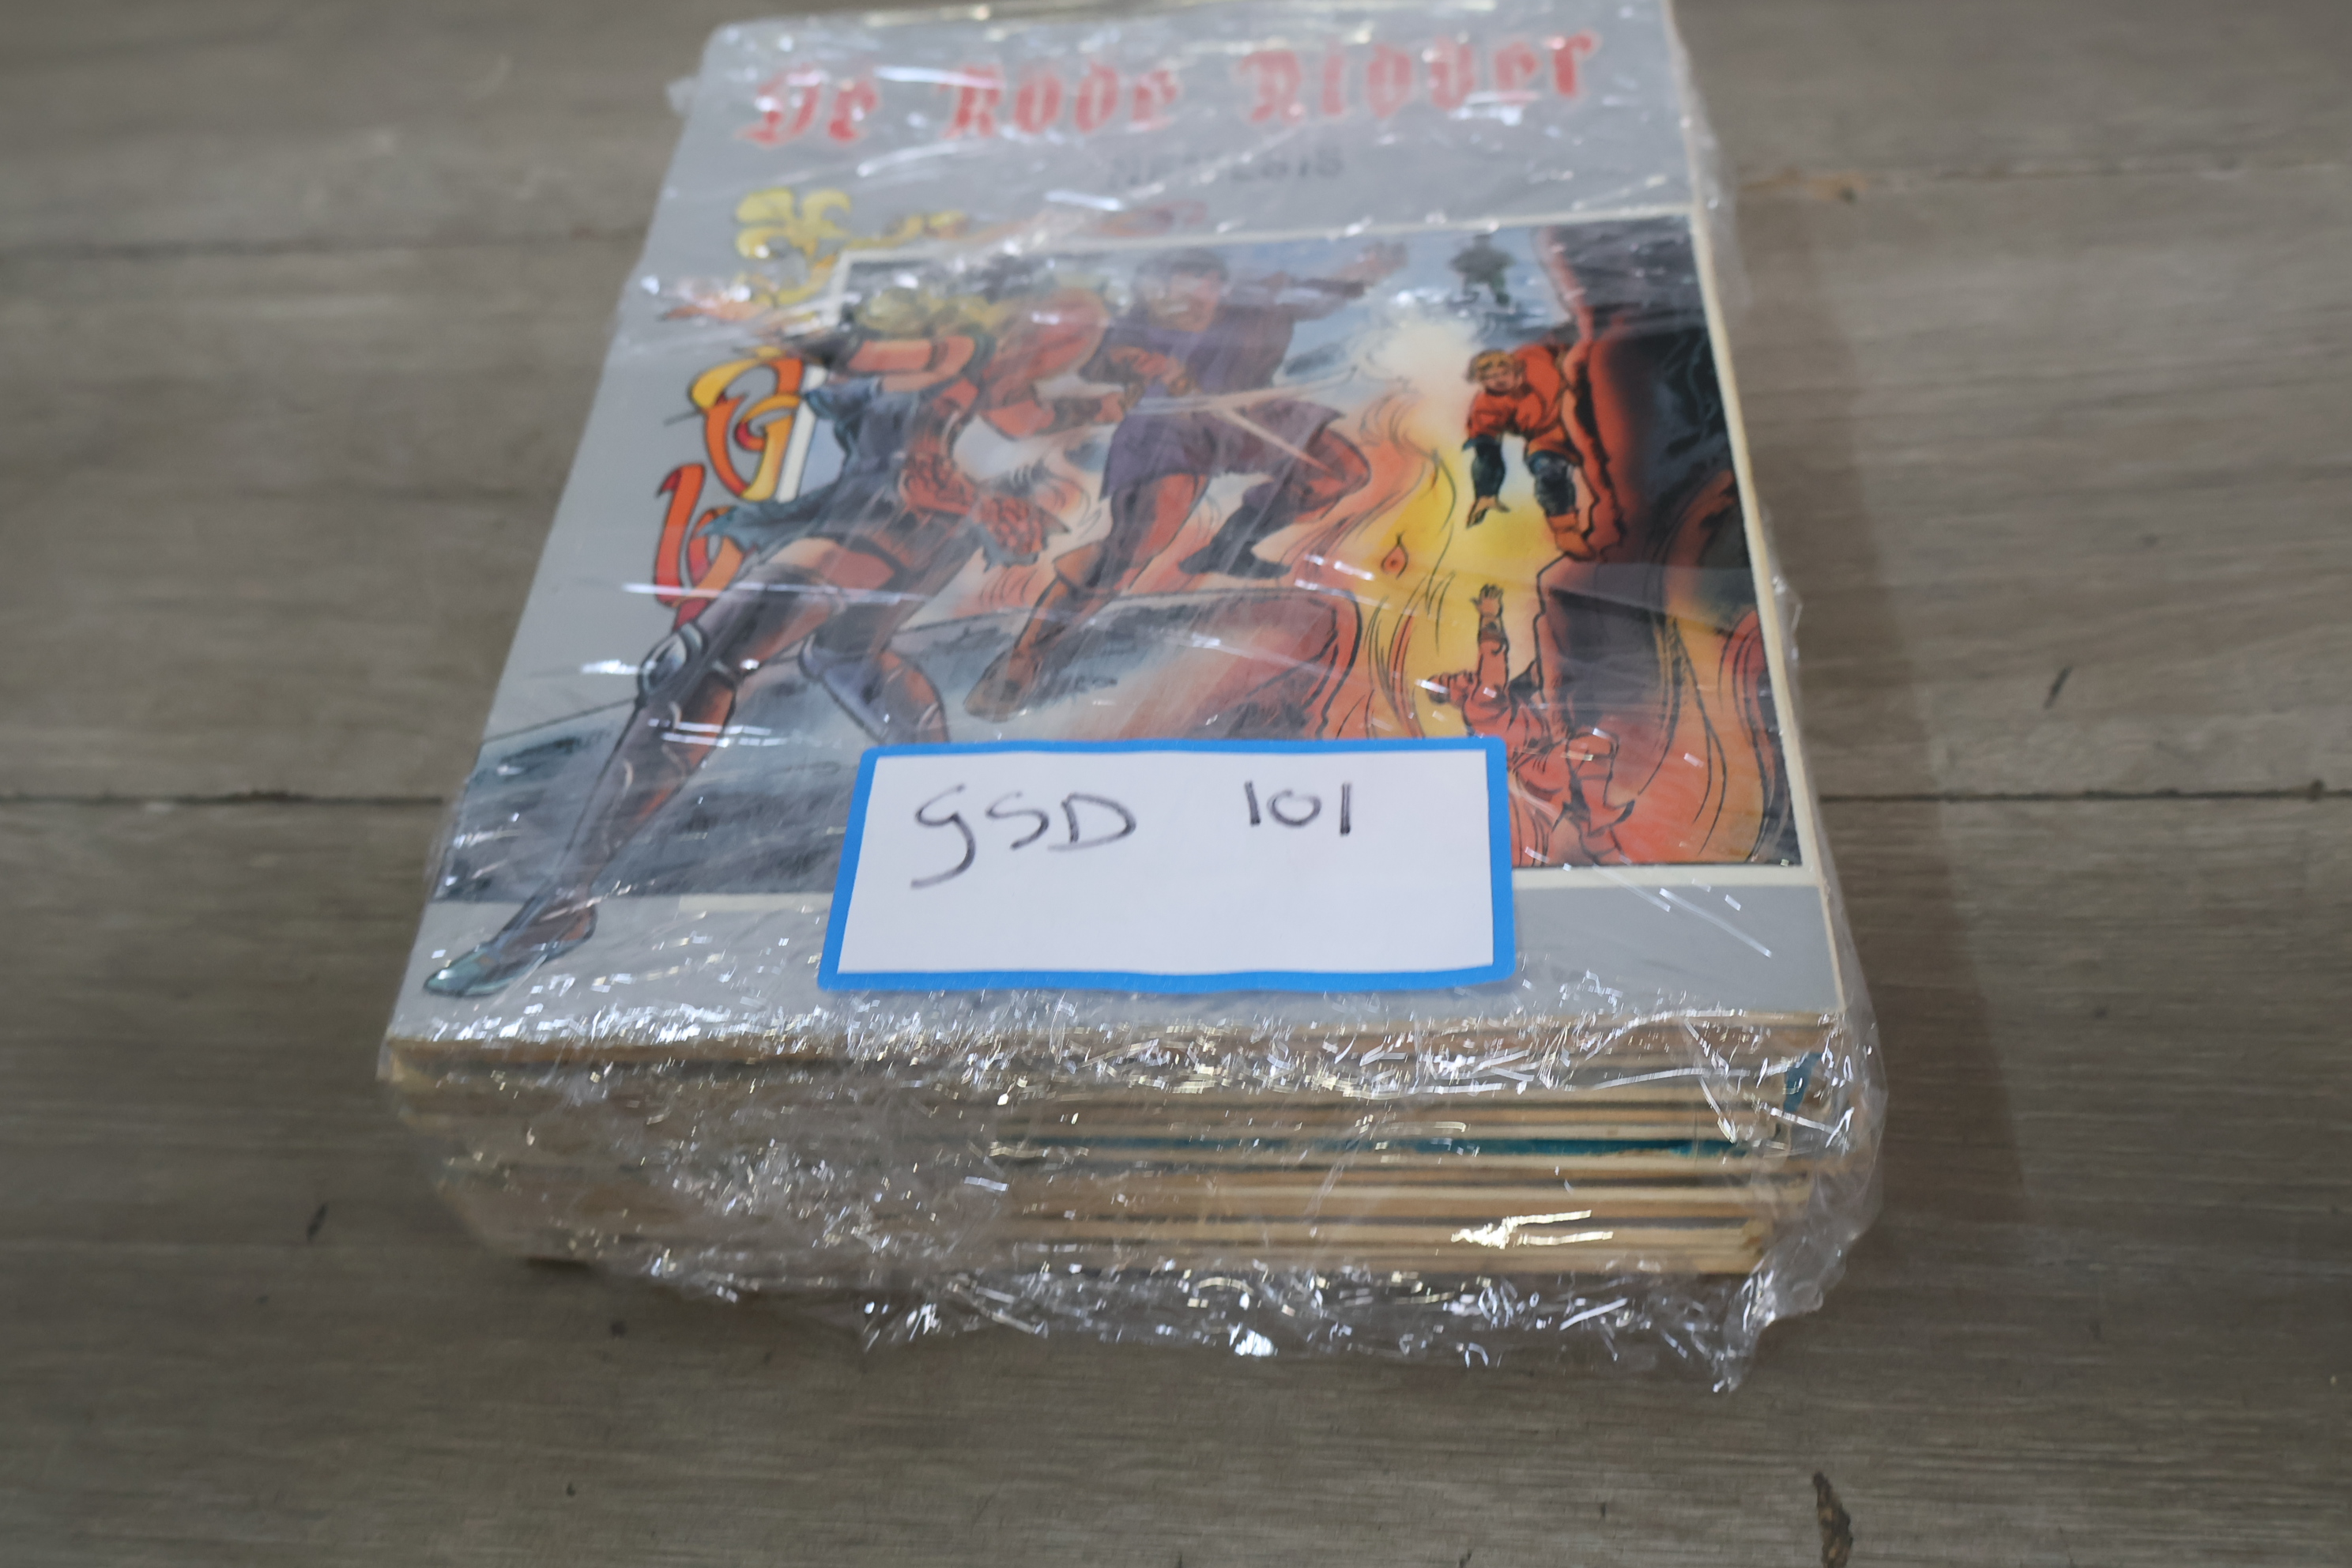 De Rode Ridder
GSD 101